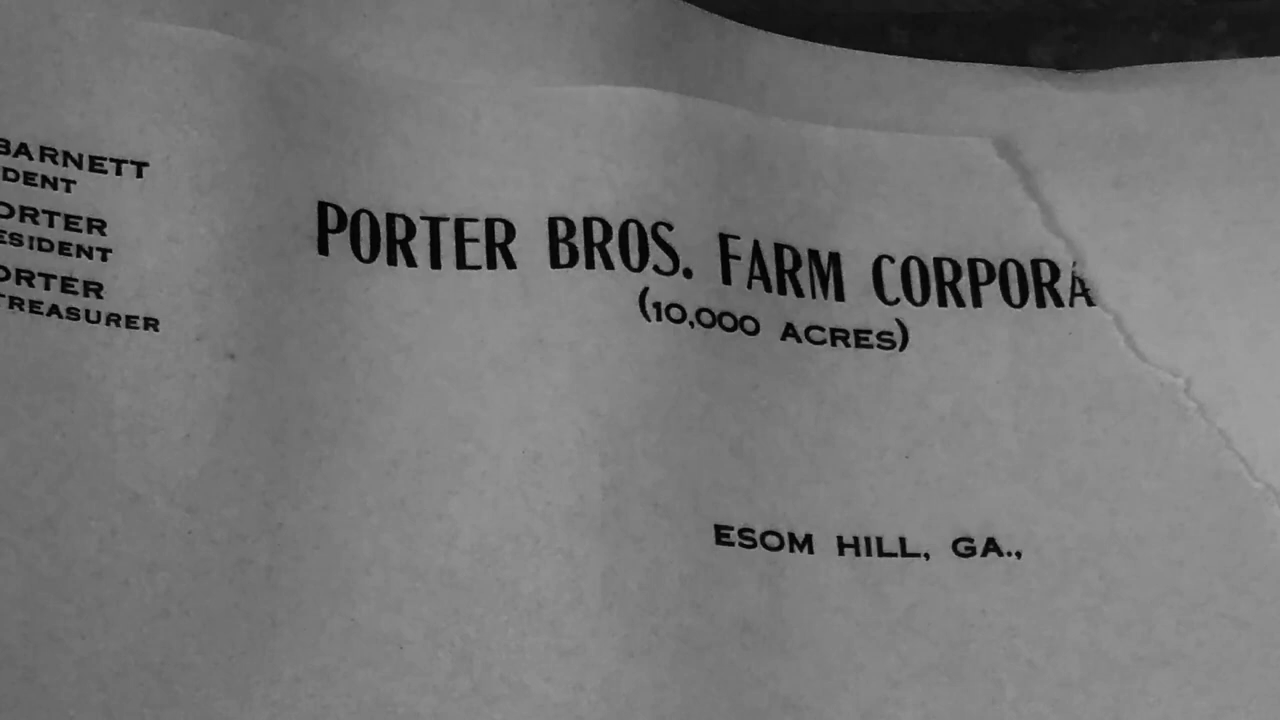 BARNETT
DENT
ORTER
ESIDENT
ORTER
TREASURER
PORTER BROS. FARM CORPORA
(10,000 ACRES)
ESOM HILL, GA.,